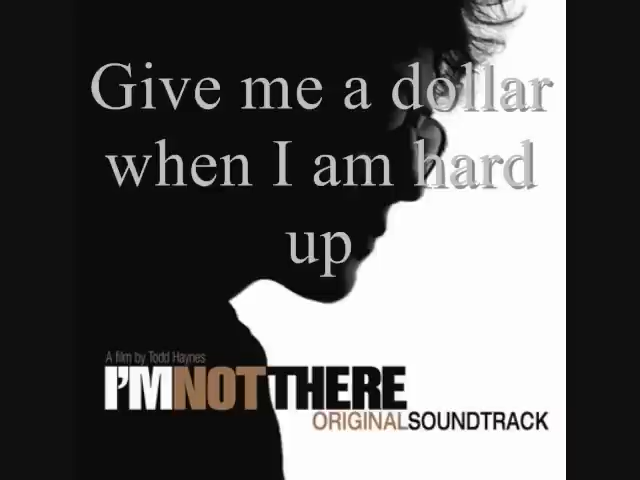 Give me a dollar
when I am hard
up
A film by Todd Haynes
I'MNOTTHERE
ORIGINALSOUNDTRACK